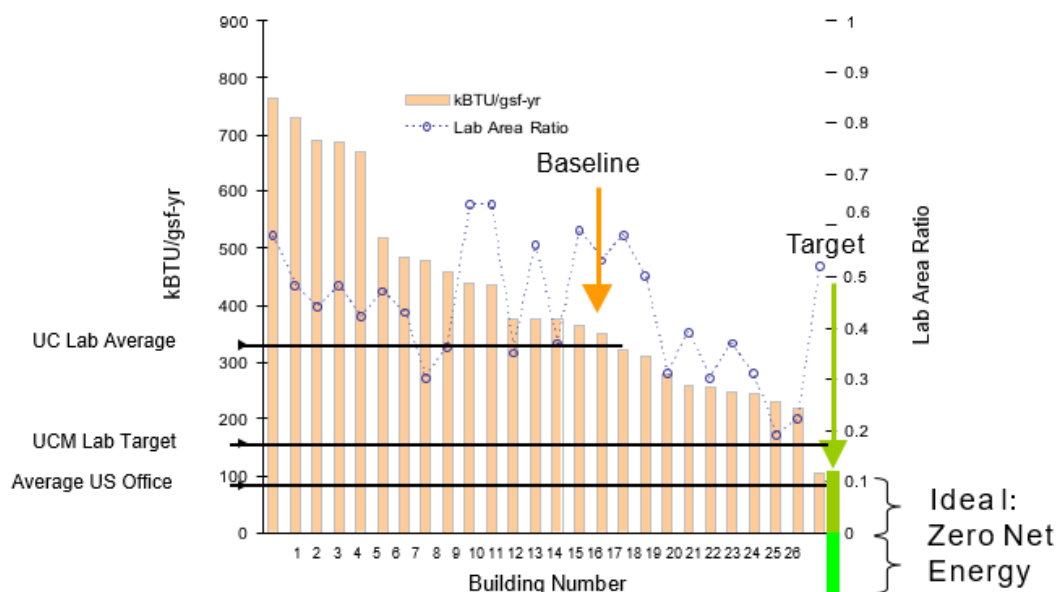 900
800
700
600
500
400
300
200
100
0
kBTU/gsf-yr
kBTU/gsf-yr
Lab Area Ratio
Baseline
Target
UC Lab Average
UCM Lab Target
Average US Office
1
0.9
0.8
0.7
0.6
0.5
0.4
0.3
0.2
0.1
0
Lab Area Ratio
1 2 3 4 5 6 7 8 9 10 11 12 13 14 15 16 17 18 19 20 21 22 23 24 25 26
Building Number
Ideal:
Zero Net
Energy